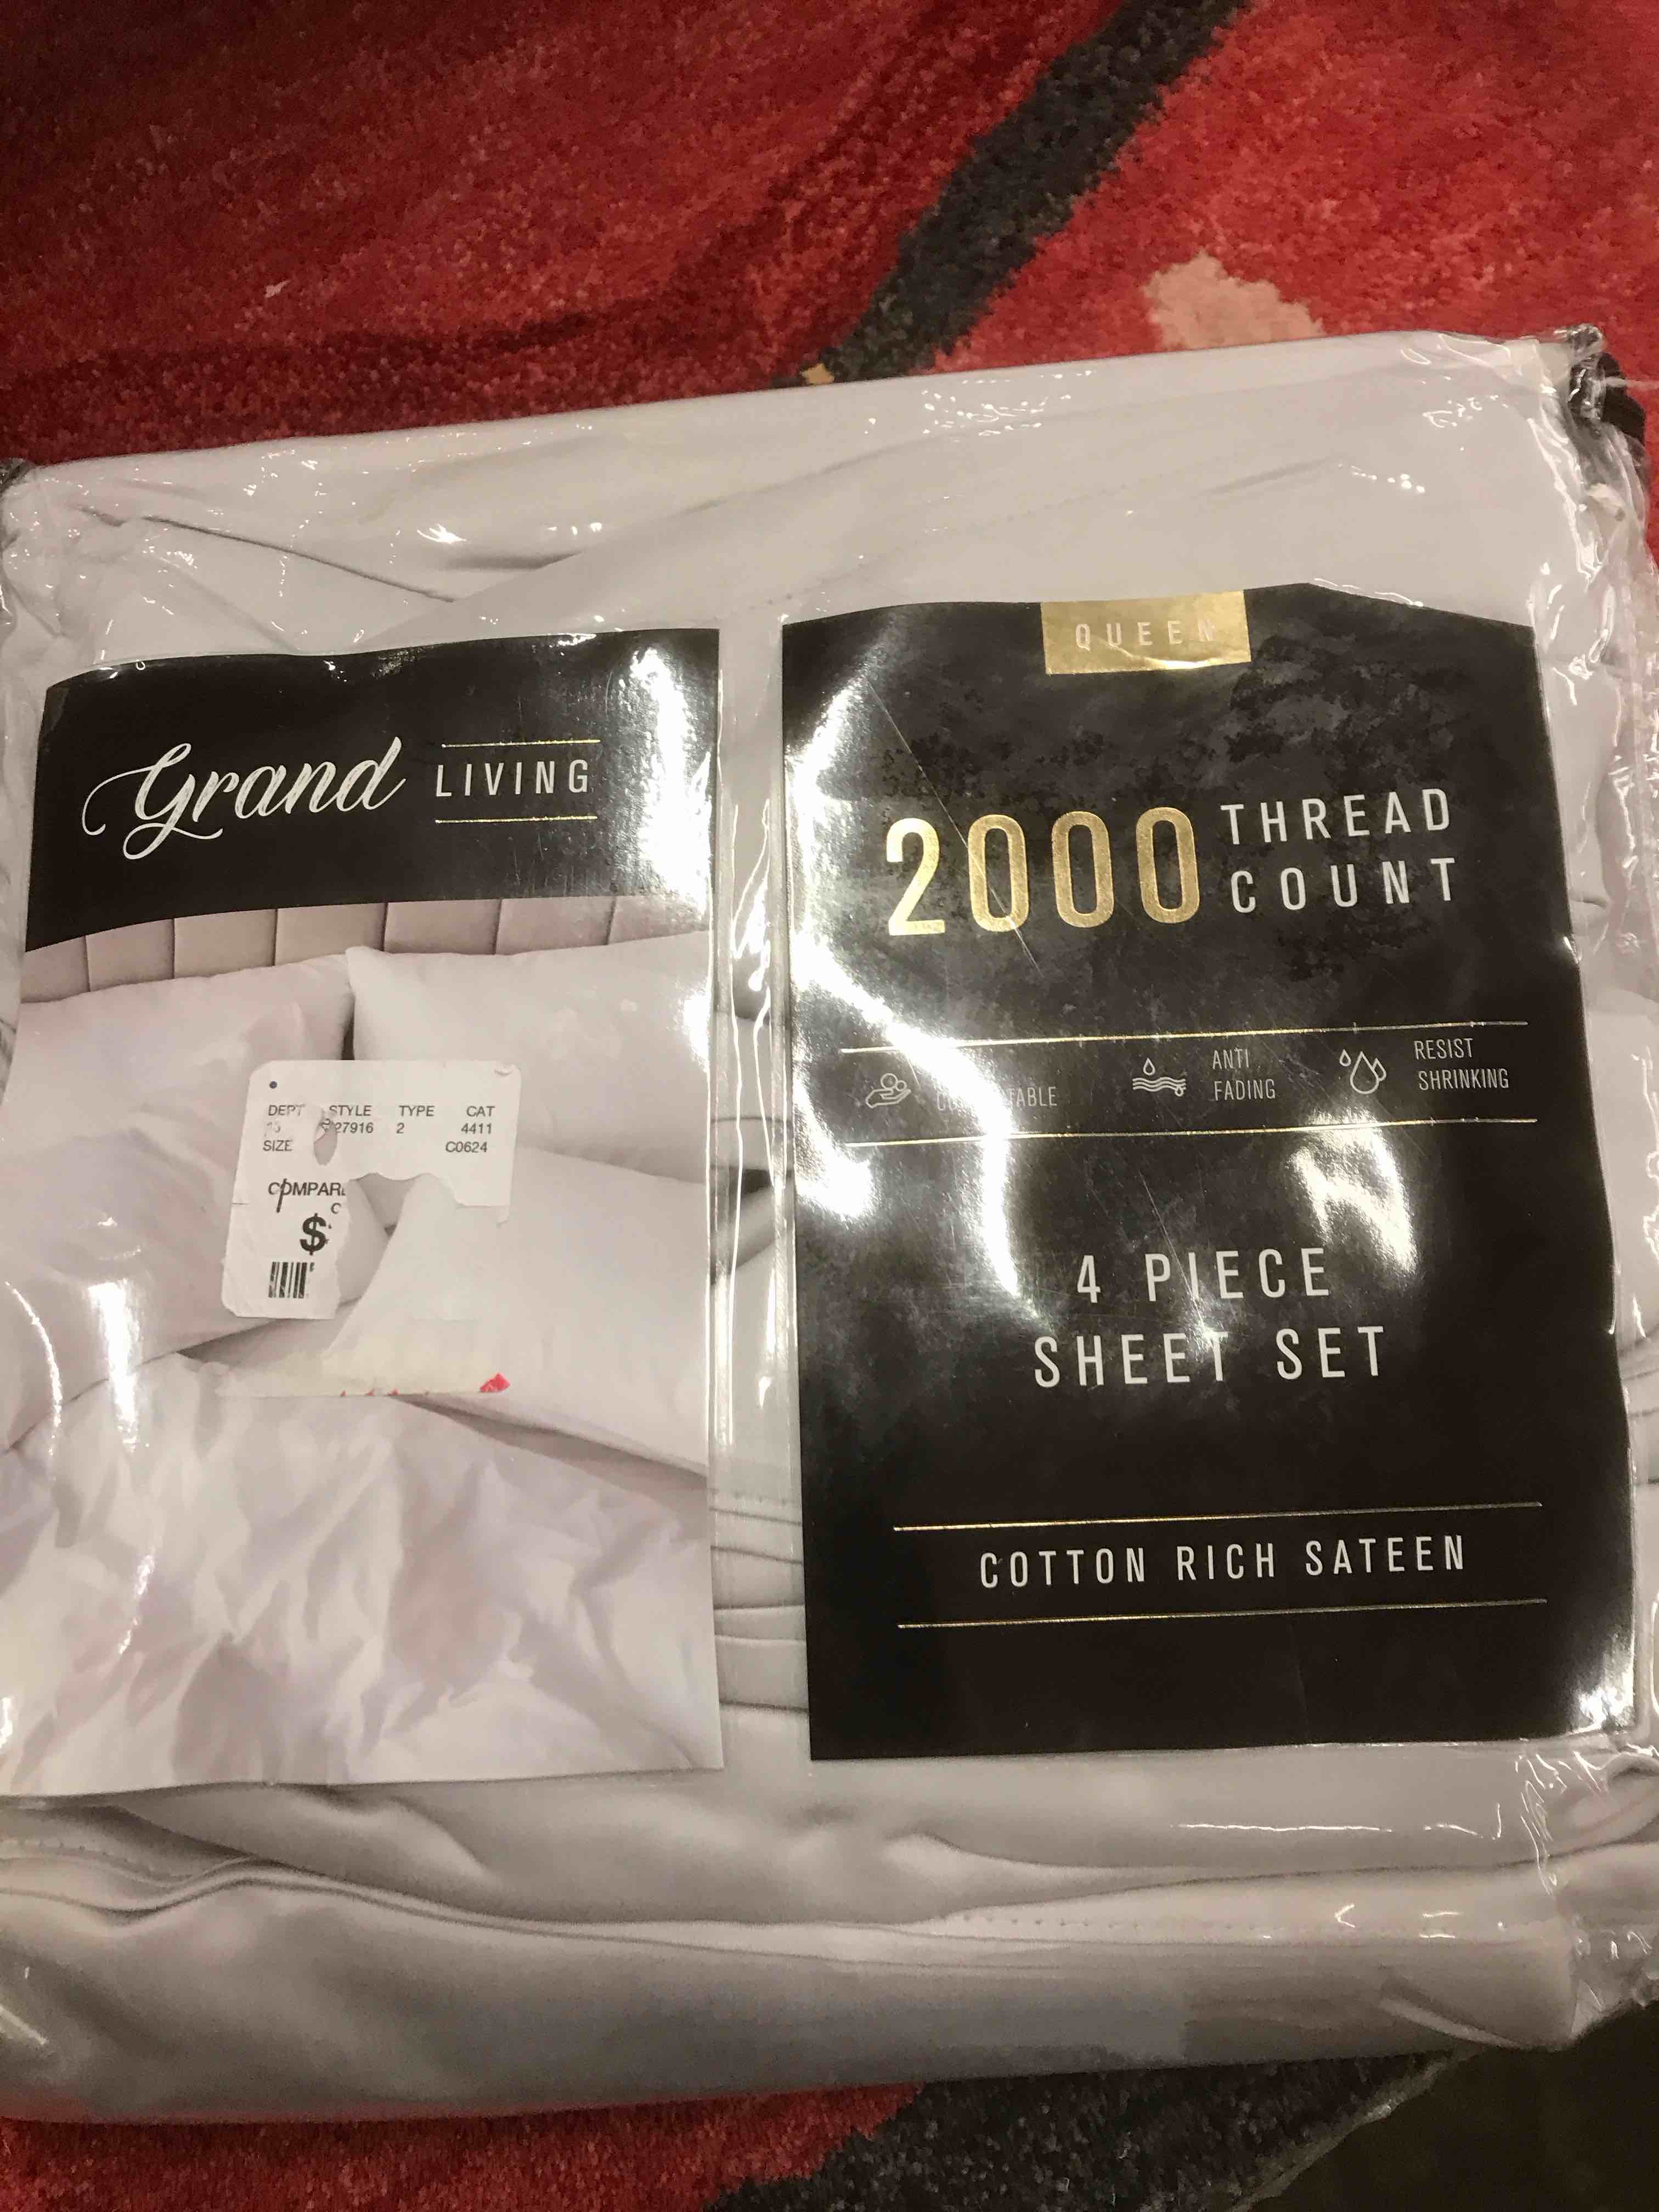 QUEEN
Grand LIVING
2000 THREAD
COUNT
ANTI
FADING
RESIST
SHRINKING
DEPT STYLE TYPE CAT
27916 2 4411
SIZE C0624
$
4 PIECE
SHEET SET
COTTON RICH SATEEN